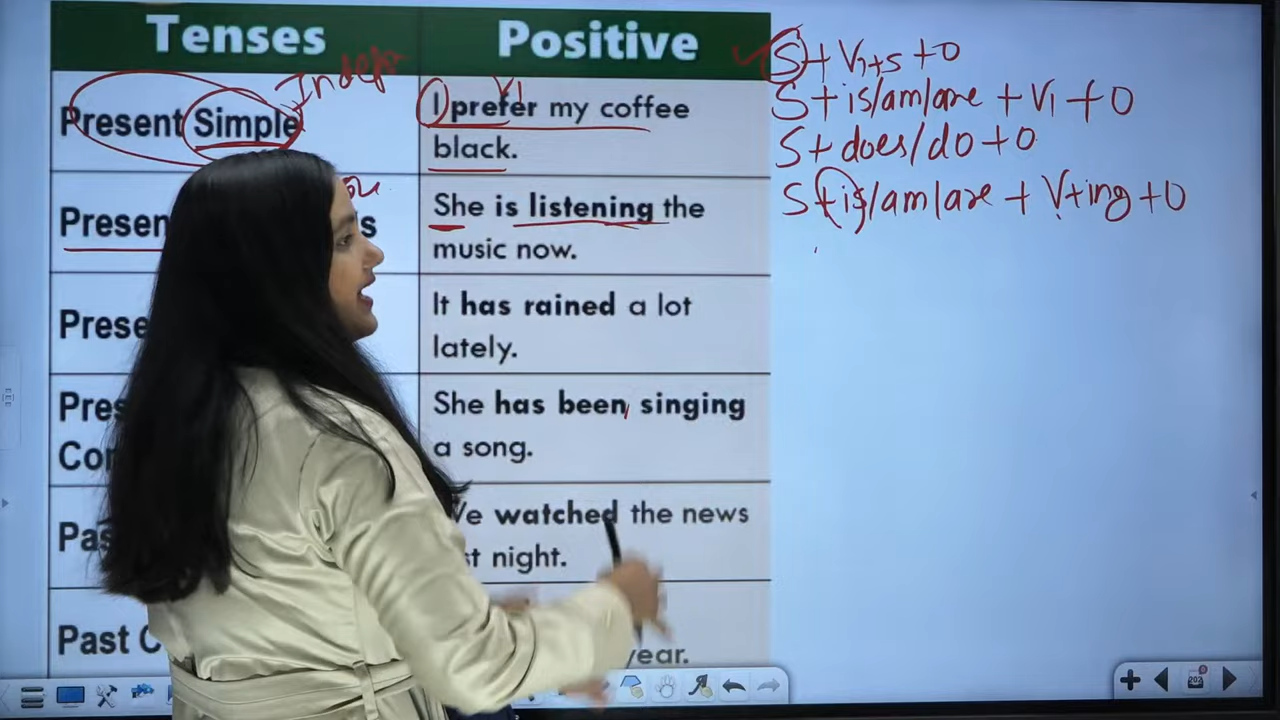 Tenses
Positive
S+V1+s+O
Indep
V1
Present Simple
I prefer my coffee
black.
S+is/am/are + V1 + O
S+ does/do + O
Presen
s
She is listening the
music now.
S+is/am/are + V+ing + O
Prese
It has rained a lot
lately.
Pres
Con
She has been, singing
a song.
Pas
We watched the news
st night.
Past C
year.